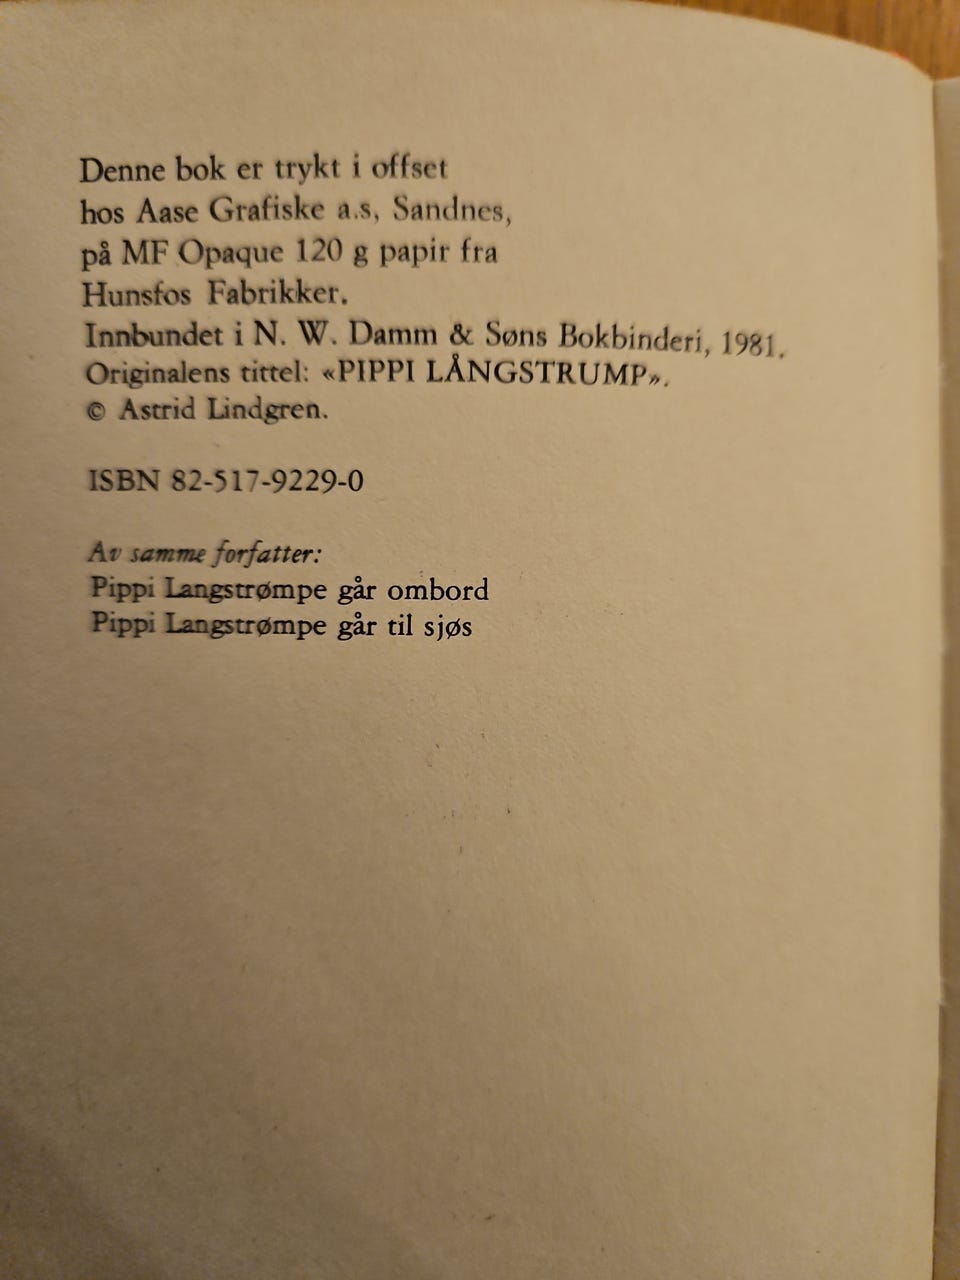 Denne bok er trykt i offset
hos Aase Grafiske a.s, Sandnes,
på MF Opaque 120 g papir fra
Hunsfos Fabrikker.
Innbundet i N. W. Damm & Søns Bokbinderi, 1981.
Originalens tittel: «PIPPI LÅNGSTRUMP».
© Astrid Lindgren.
ISBN 82-517-9229-0
Av samme forfatter:
Pippi Langstrømpe går ombord
Pippi Langstrømpe går til sjøs